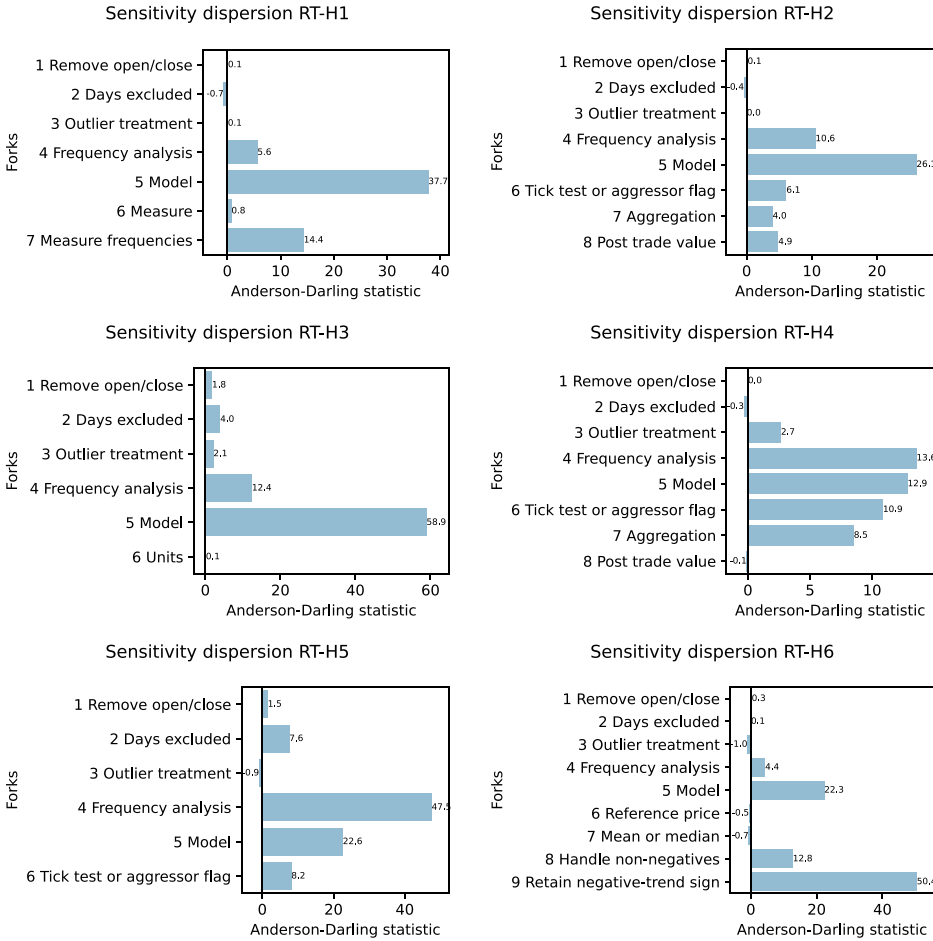 Sensitivity dispersion RT-H1
Forks
1 Remove open/close 0.1
2 Days excluded -0.7
3 Outlier treatment 0.1
4 Frequency analysis 5.6
5 Model 37.7
6 Measure 0.8
7 Measure frequencies 14.4
0 10 20 30 40
Anderson-Darling statistic
Sensitivity dispersion RT-H2
Forks
1 Remove open/close 0.1
2 Days excluded -0.4
3 Outlier treatment 0.0
4 Frequency analysis 10.6
5 Model
6 Tick test or aggressor flag 6.1
7 Aggregation 4.0
8 Post trade value 4.9
0 10 20
Anderson-Darling statistic
Sensitivity dispersion RT-H3
Forks
1 Remove open/close 1.8
2 Days excluded 4.0
3 Outlier treatment 2.1
4 Frequency analysis 12.4
5 Model 58.9
6 Units 0.1
0 20 40 60
Anderson-Darling statistic
Sensitivity dispersion RT-H4
Forks
1 Remove open/close 0.0
2 Days excluded -0.3
3 Outlier treatment 2.7
4 Frequency analysis 13.6
5 Model 12.9
6 Tick test or aggressor flag 10.9
7 Aggregation 8.5
8 Post trade value -0.1
0 5 10
Anderson-Darling statistic
Sensitivity dispersion RT-H5
Forks
1 Remove open/close 1.5
2 Days excluded 7.6
3 Outlier treatment -0.9
4 Frequency analysis 47.5
5 Model 22.6
6 Tick test or aggressor flag 8.2
0 20 40
Anderson-Darling statistic
Sensitivity dispersion RT-H6
Forks
1 Remove open/close 0.3
2 Days excluded 0.1
3 Outlier treatment -1.0
4 Frequency analysis 4.4
5 Model 22.3
6 Reference price -0.5
7 Mean or median -0.7
8 Handle non-negatives 12.8
9 Retain negative-trend sign 50.4
0 20 40
Anderson-Darling statistic